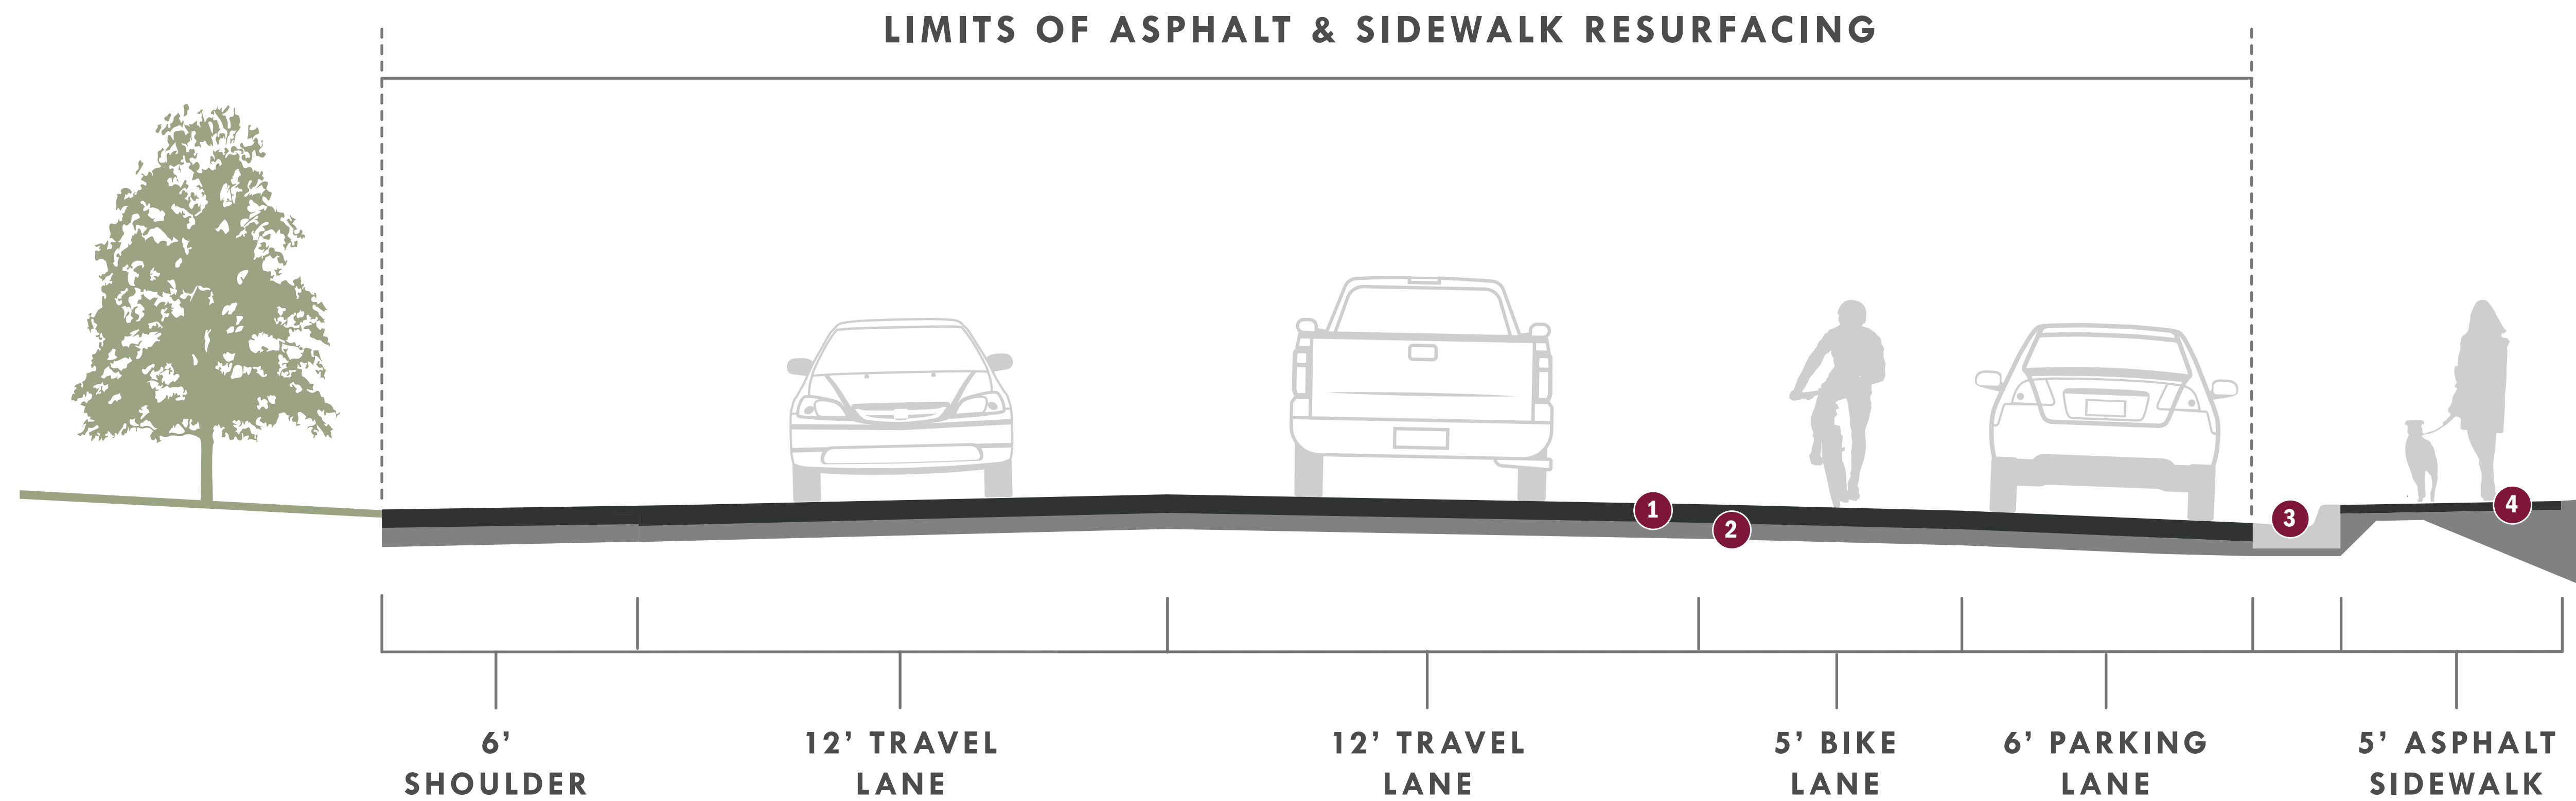 LIMITS OF ASPHALT & SIDEWALK RESURFACING
1
2
3
4
6’
SHOULDER
12’ TRAVEL
LANE
12’ TRAVEL
LANE
5’ BIKE
LANE
6’ PARKING
LANE
5’ ASPHALT
SIDEWALK